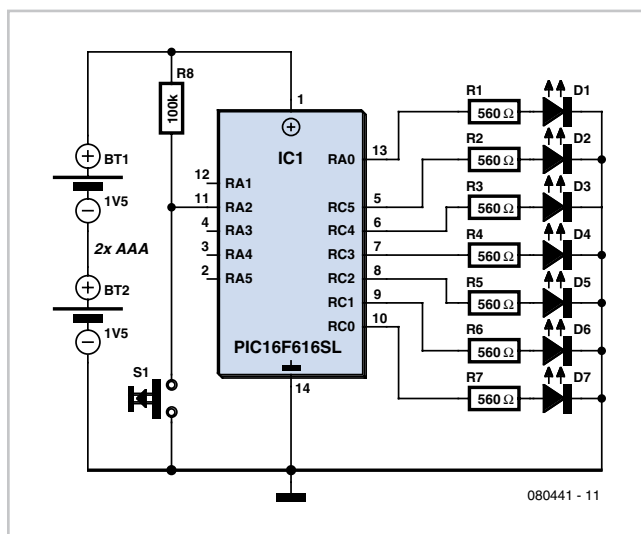 R8
100k
BT1
1V5
2x AAA
BT2
1V5
S1
1
IC1
12 RA1
11 RA2
4 RA3
3 RA4
2 RA5
RA0 13
RC5 5
RC4 6
RC3 7
RC2 8
RC1 9
RC0 10
PIC16F616SL
14
R1 D1
560 Ω
R2 D2
560 Ω
R3 D3
560 Ω
R4 D4
560 Ω
R5 D5
560 Ω
R6 D6
560 Ω
R7 D7
560 Ω
080441 - 11